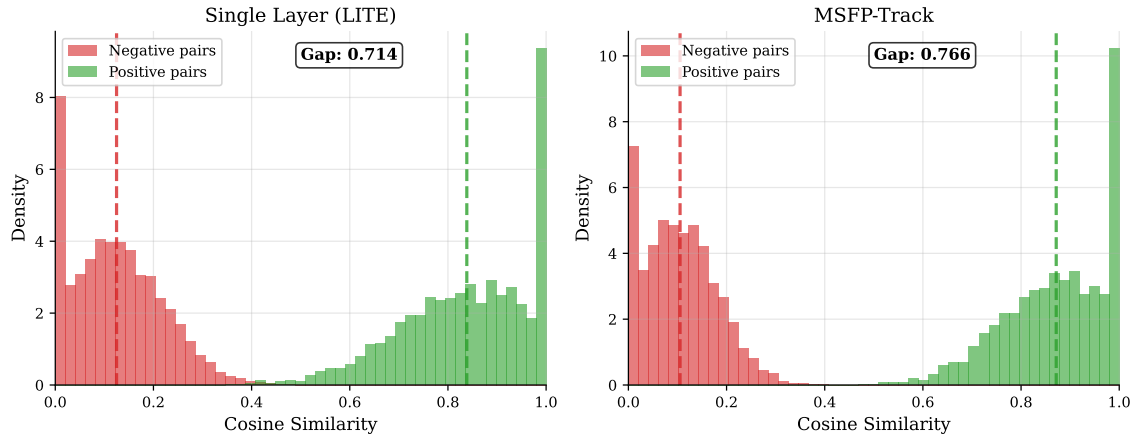 Single Layer (LITE)
Negative pairs
Positive pairs
Gap: 0.714
Density
0
2
4
6
8
0.0
0.2
0.4
0.6
0.8
1.0
Cosine Similarity
MSFP-Track
Negative pairs
Positive pairs
Gap: 0.766
Density
0
2
4
6
8
10
0.0
0.2
0.4
0.6
0.8
1.0
Cosine Similarity